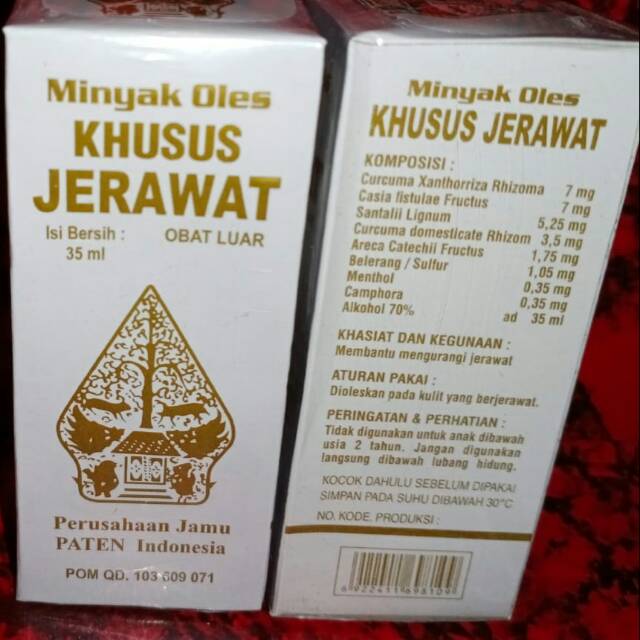 Minyak Oles
KHUSUS
JERAWAT
Isi Bersih : OBAT LUAR
35 ml
Perusahaan Jamu
PATEN Indonesia
POM QD. 103 609 071
Minyak Oles
KHUSUS JERAWAT
KOMPOSISI :
Curcuma Xanthorriza Rhizoma 7 mg
Casia fistulae Fructus 7 mg
Santalii Lignum 5,25 mg
Curcuma domesticate Rhizom 3,5 mg
Areca Catechii Fructus 1,75 mg
Belerang / Sulfur 1,05 mg
Menthol 0,35 mg
Camphora 0,35 mg
Alkohol 70% ad 35 ml
KHASIAT DAN KEGUNAAN :
Membantu mengurangi jerawat
ATURAN PAKAI :
Dioleskan pada kulit yang berjerawat.
PERINGATAN & PERHATIAN :
Tidak digunakan untuk anak dibawah
usia 2 tahun. Jangan digunakan
langsung dibawah lubang hidung.
KOCOK DAHULU SEBELUM DIPAKAI
SIMPAN PADA SUHU DIBAWAH 30°C
NO. KODE. PRODUKSI :